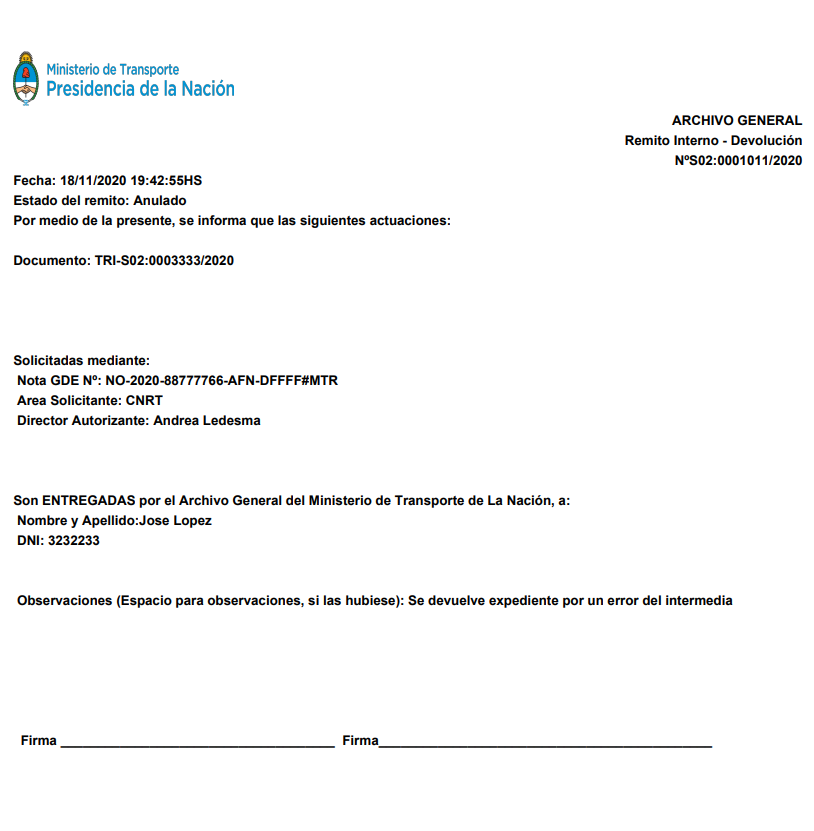 Ministerio de Transporte
Presidencia de la Nación
ARCHIVO GENERAL
Remito Interno - Devolución
NºS02:0001011/2020
Fecha: 18/11/2020 19:42:55HS
Estado del remito: Anulado
Por medio de la presente, se informa que las siguientes actuaciones:
Documento: TRI-S02:0003333/2020
Solicitadas mediante:
Nota GDE Nº: NO-2020-88777766-AFN-DFFFF#MTR
Area Solicitante: CNRT
Director Autorizante: Andrea Ledesma
Son ENTREGADAS por el Archivo General del Ministerio de Transporte de La Nación, a:
Nombre y Apellido:Jose Lopez
DNI: 3232233
Observaciones (Espacio para observaciones, si las hubiese): Se devuelve expediente por un error del intermedia
Firma ____________________ Firma____________________